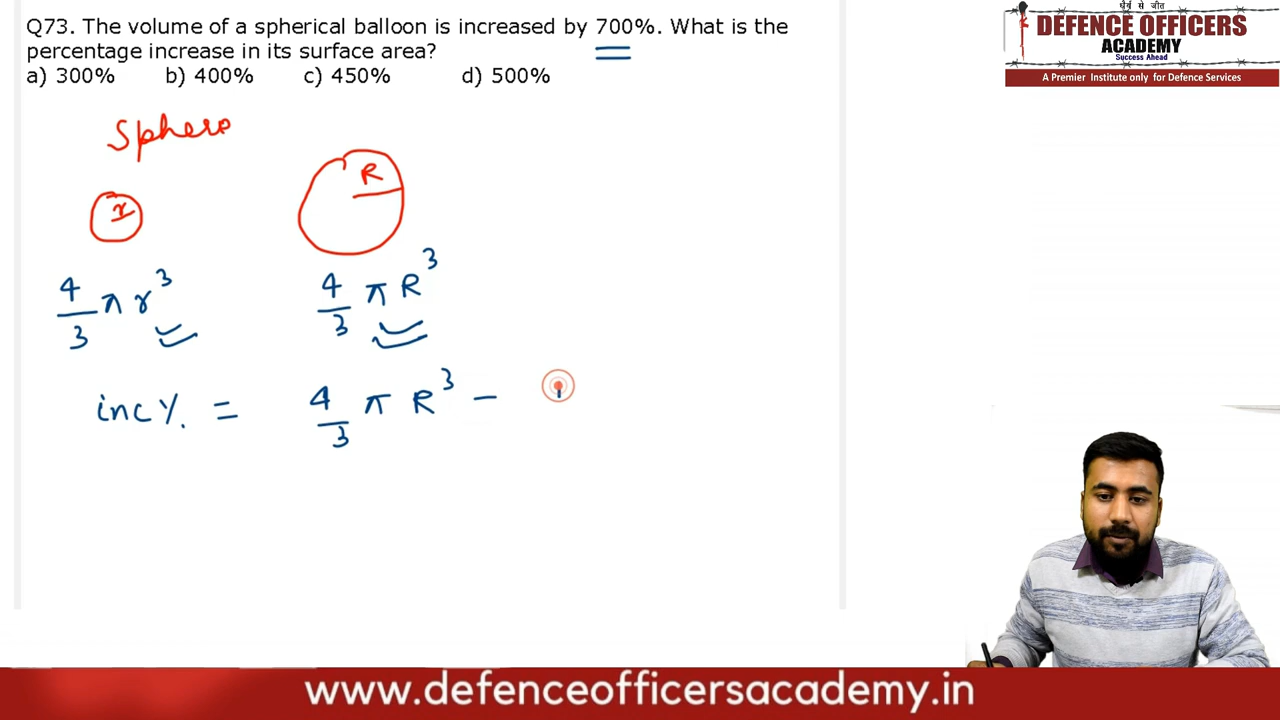 Q73. The volume of a spherical balloon is increased by 700%. What is the
percentage increase in its surface area?
a) 300% b) 400% c) 450% d) 500%
धैर्य से जीत
DEFENCE OFFICERS
ACADEMY
Success Ahead
A Premier Institute only for Defence Services
Sphere
r R
4/3 π r³ 4/3 π R³
inc %. = 4/3 π R³ –
www.defenceofficersacademy.in